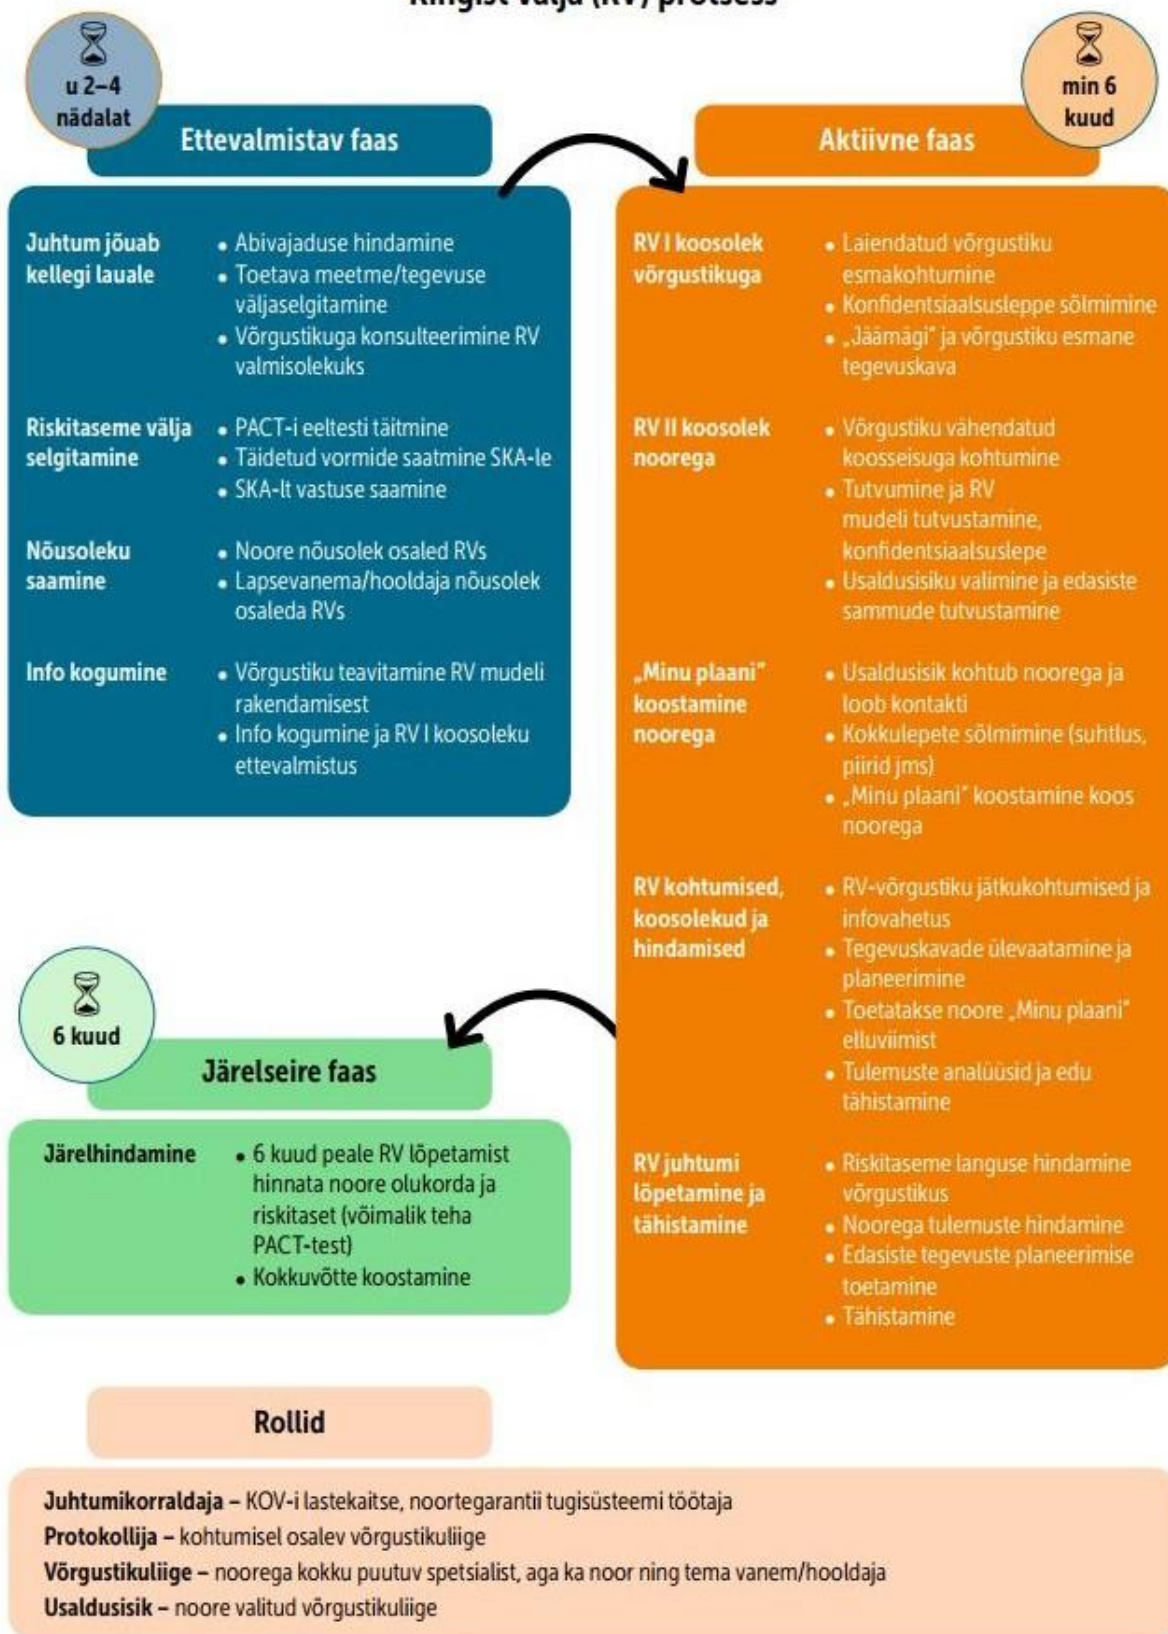 Ringist välja (RV) protsess
u 2–4
nädalat
Ettevalmistav faas
Juhtum jõuab
kellegi lauale
• Abivajaduse hindamine
• Toetava meetme/tegevuse
väljaselgitamine
• Võrgustikuga konsulteerimine RV
valmisolekuks
Riskitaseme välja
selgitamine
• PACT-i eeltesti täitmine
• Täidetud vormide saatmine SKA-le
• SKA-lt vastuse saamine
Nõusoleku
saamine
• Noore nõusolek osaled RVs
• Lapsevanema/hooldaja nõusolek
osaleda RVs
Info kogumine
• Võrgustiku teavitamine RV mudeli
rakendamisest
• Info kogumine ja RV I koosoleku
ettevalmistus
min 6
kuud
Aktiivne faas
RV I koosolek
võrgustikuga
• Laiendatud võrgustiku
esmakohtumine
• Konfidentsiaalsusleppe sõlmimine
• „Jäämägi" ja võrgustiku esmane
tegevuskava
RV II koosolek
noorega
• Võrgustiku vähendatud
koosseisuga kohtumine
• Tutvumine ja RV
mudeli tutvustamine,
konfidentsiaalsuslepe
• Usaldusisiku valimine ja edasiste
sammude tutvustamine
„Minu plaani"
koostamine
noorega
• Usaldusisik kohtub noorega ja
loob kontakti
• Kokkulepete sõlmimine (suhtlus,
piirid jms)
• „Minu plaani" koostamine koos
noorega
RV kohtumised,
koosolekud ja
hindamised
• RV-võrgustiku jätkukohtumised ja
infovahetus
• Tegevuskavade ülevaatamine ja
planeerimine
• Toetatakse noore „Minu plaani"
elluviimist
• Tulemuste analüüsid ja edu
tähistamine
RV juhtumi
lõpetamine ja
tähistamine
• Riskitaseme languse hindamine
võrgustikus
• Noorega tulemuste hindamine
• Edasiste tegevuste planeerimise
toetamine
• Tähistamine
6 kuud
Järelseire faas
Järelhindamine
• 6 kuud peale RV lõpetamist
hinnata noore olukorda ja
riskitaset (võimalik teha
PACT-test)
• Kokkuvõtte koostamine
Rollid
Juhtumikorraldaja – KOV-i lastekaitse, noortegarantii tugisüsteemi töötaja
Protokollija – kohtumisel osalev võrgustikuliige
Võrgustikuliige – noorega kokku puutuv spetsialist, aga ka noor ning tema vanem/hooldaja
Usaldusisik – noore valitud võrgustikuliige